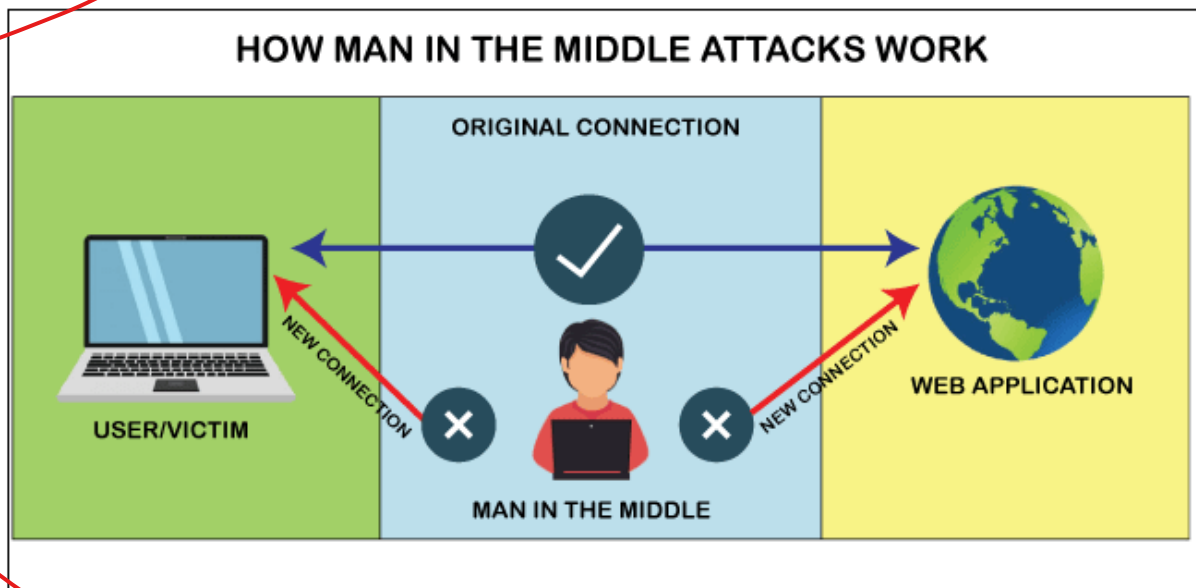 HOW MAN IN THE MIDDLE ATTACKS WORK
ORIGINAL CONNECTION
NEW CONNECTION
NEW CONNECTION
USER/VICTIM
WEB APPLICATION
MAN IN THE MIDDLE